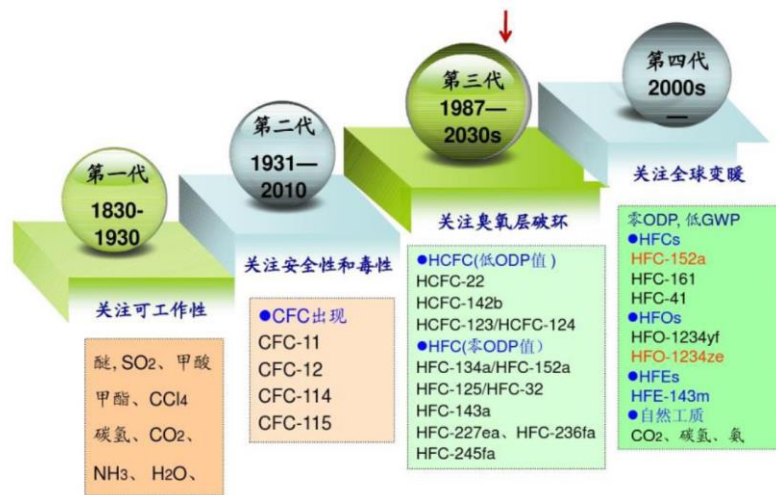 第一代
1830-
1930
关注可工作性
醚, SO2、甲酸
甲酯、CCl4
碳氢、CO2、
NH3、H2O、
第二代
1931—
2010
关注安全性和毒性
●CFC出现
CFC-11
CFC-12
CFC-114
CFC-115
第三代
1987—
2030s
关注臭氧层破环
●HCFC(低ODP值)
HCFC-22
HCFC-142b
HCFC-123/HCFC-124
●HFC(零ODP值）
HFC-134a/HFC-152a
HFC-125/HFC-32
HFC-143a
HFC-227ea、HFC-236fa
HFC-245fa
第四代
2000s
—
关注全球变暖
零ODP, 低GWP
●HFCs
HFC-152a
HFC-161
HFC-41
●HFOs
HFO-1234yf
HFO-1234ze
●HFEs
HFE-143m
●自然工质
CO2、碳氢、氨